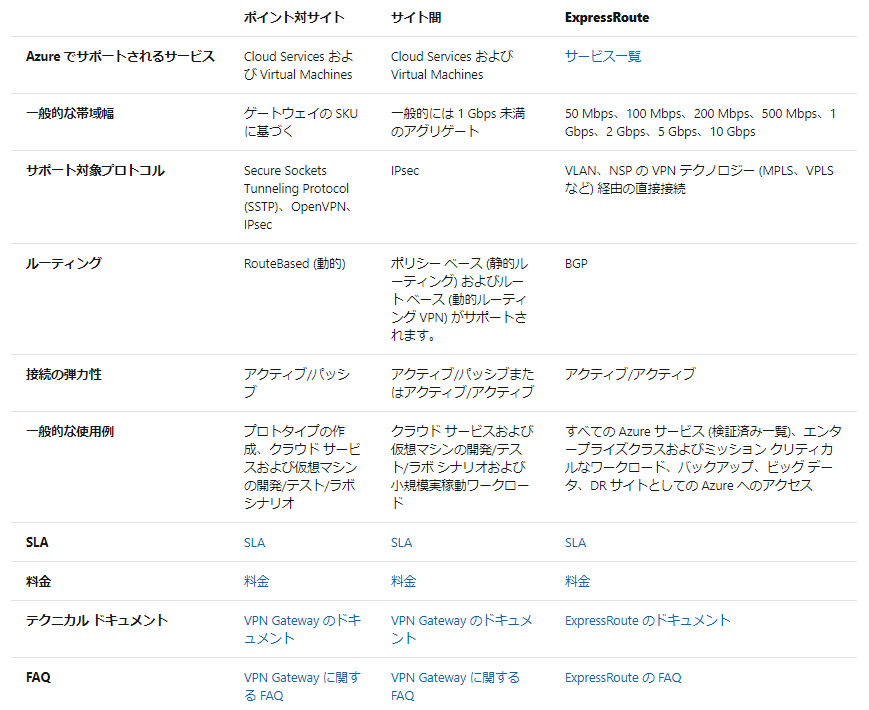 ポイント対サイト
サイト間
ExpressRoute
Azure でサポートされるサービス
Cloud Services およ
び Virtual Machines
Cloud Services および
Virtual Machines
サービス一覧
一般的な帯域幅
ゲートウェイの SKU
に基づく
一般的には 1 Gbps 未満
のアグリゲート
50 Mbps、100 Mbps、200 Mbps、500 Mbps、1
Gbps、2 Gbps、5 Gbps、10 Gbps
サポート対象プロトコル
Secure Sockets
Tunneling Protocol
(SSTP)、OpenVPN、
IPsec
IPsec
VLAN、NSP の VPN テクノロジー (MPLS、VPLS
など) 経由の直接接続
ルーティング
RouteBased (動的)
ポリシー ベース (静的ル
ーティング) およびルー
ト ベース (動的ルーティ
ング VPN) がサポートさ
れます。
BGP
接続の弾力性
アクティブ/パッシ
ブ
アクティブ/パッシブまた
はアクティブ/アクティブ
アクティブ/アクティブ
一般的な使用例
プロトタイプの作
成、クラウド サービ
スおよび仮想マシン
の開発/テスト/ラボ
シナリオ
クラウド サービスおよび
仮想マシンの開発/テス
ト/ラボ シナリオおよび
小規模実稼動ワークロー
ド
すべての Azure サービス (検証済み一覧)、エンタ
ープライズクラスおよびミッション クリティカ
ルなワークロード、バックアップ、ビッグ デー
タ、DR サイトとしての Azure へのアクセス
SLA
SLA
SLA
SLA
料金
料金
料金
料金
テクニカル ドキュメント
VPN Gateway のドキ
ュメント
VPN Gateway のドキュメ
ント
ExpressRoute のドキュメント
FAQ
VPN Gateway に関す
る FAQ
VPN Gateway に関する
FAQ
ExpressRoute の FAQ